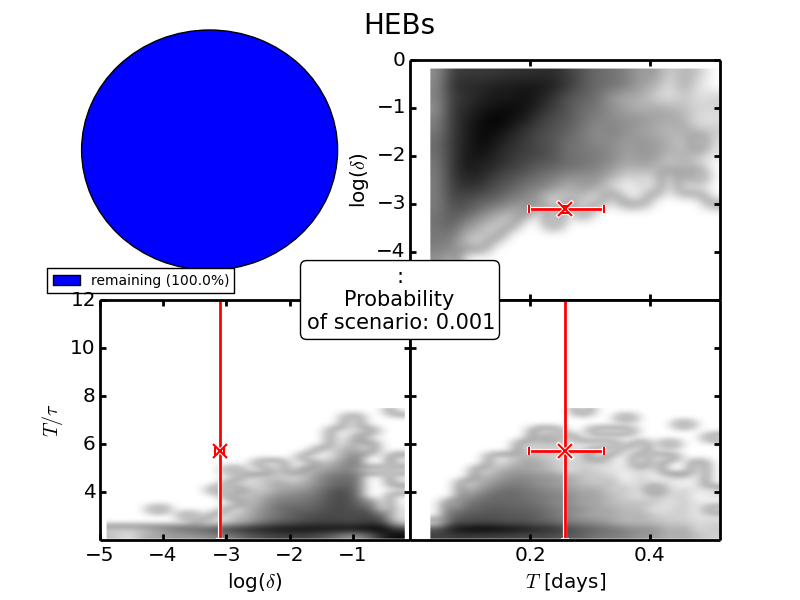 HEBs
0
−1
−2
−3
−4
log(δ)
remaining (100.0%)
:
Probability
of scenario: 0.001
12
10
8
6
4
T/τ
−5 −4 −3 −2 −1
log(δ)
0.2 0.4
T [days]